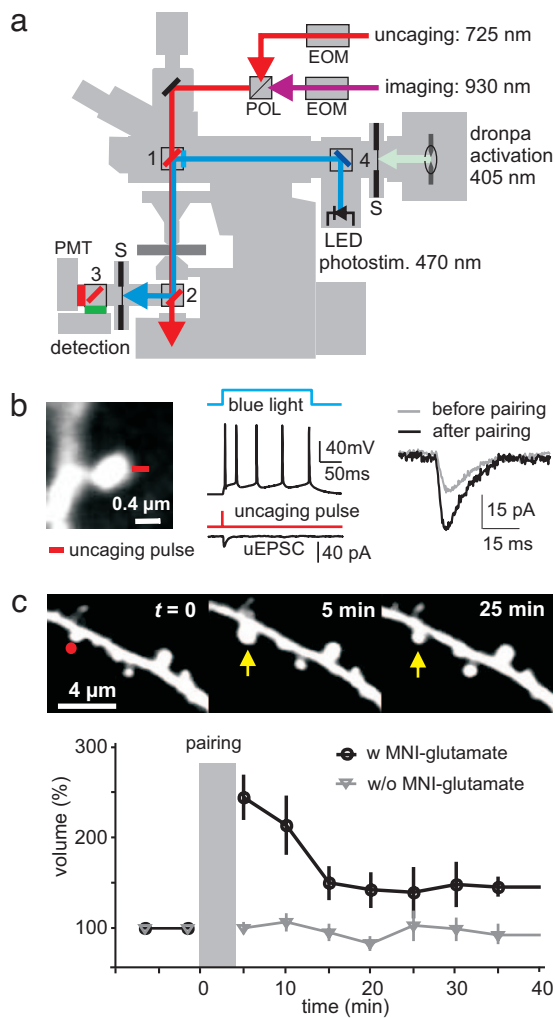 a
uncaging: 725 nm
EOM
imaging: 930 nm
POL
EOM
1
4
dronpa
activation
405 nm
S
LED
photostim. 470 nm
PMT
S
3
2
detection
b
blue light
before pairing
after pairing
40mV
50ms
0.4 µm
uncaging pulse
uncaging pulse
uEPSC
40 pA
15 pA
15 ms
c
t = 0
5 min
25 min
4 µm
pairing
w MNI-glutamate
w/o MNI-glutamate
volume (%)
300
200
100
0
10
20
30
40
time (min)